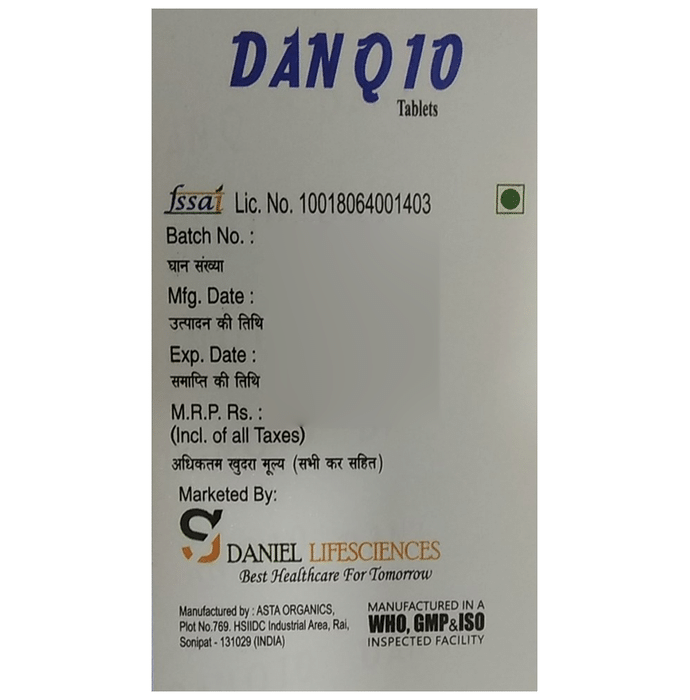 DAN Q10
Tablets
fssai Lic. No. 10018064001403
Batch No. :
घान संख्या
Mfg. Date :
उत्पादन की तिथि
Exp. Date :
समाप्ति की तिथि
M.R.P. Rs. :
(Incl. of all Taxes)
अधिकतम खुदरा मूल्य (सभी कर सहित)
Marketed By:
DANIEL LIFESCIENCES
Best Healthcare For Tomorrow
Manufactured by : ASTA ORGANICS,
Plot No.769. HSIIDC Industrial Area, Rai,
Sonipat - 131029 (INDIA)
MANUFACTURED IN A
WHO, GMP&ISO
INSPECTED FACILITY